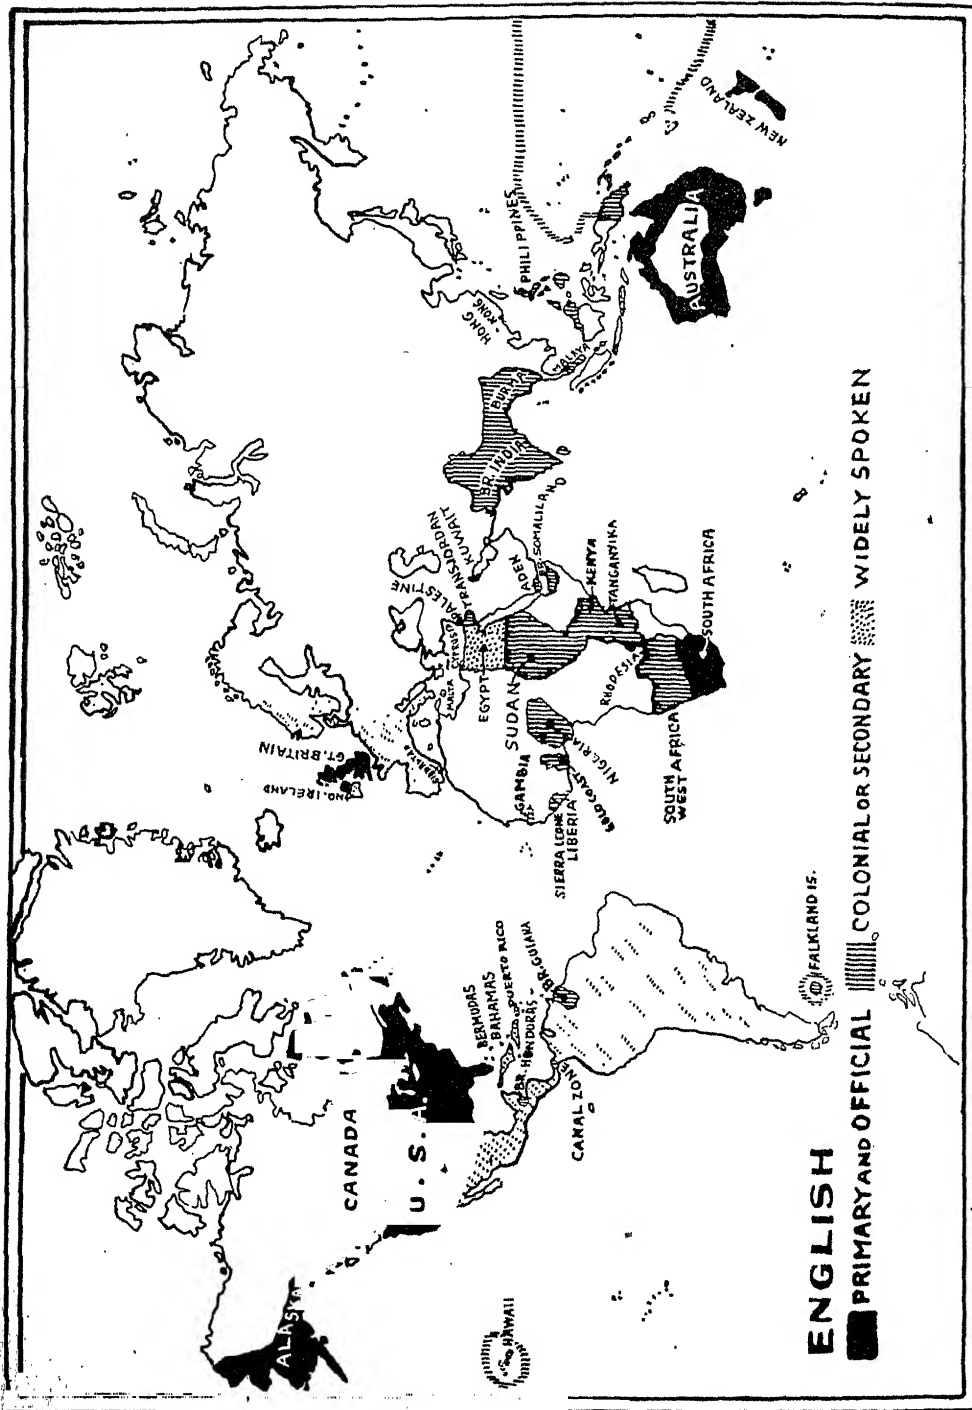 ALASKA
CANADA
U. S. A.
HAWAII
BERMUDAS
BAHAMAS
PUERTO RICO
BR. HONDURAS
BR. GUIANA
CANAL ZONE
FALKLAND IS.
GT. BRITAIN
NO. IRELAND
GIBRALTAR
MALTA
CYPRUS
PALESTINE
TRANSJORDAN
KUWAIT
EGYPT
SUDAN
ADEN
BR. SOMALILAND
KENYA
TANGANYIKA
RHODESIA
SOUTH AFRICA
SOUTH
WEST AFRICA
NIGERIA
GOLD COAST
GAMBIA
SIERRA LEONE
LIBERIA
BR. INDIA
BURMA
HONG
KONG
MALAYA
PHILIPPINES
AUSTRALIA
NEW ZEALAND
ENGLISH
PRIMARY AND OFFICIAL COLONIAL OR SECONDARY WIDELY SPOKEN